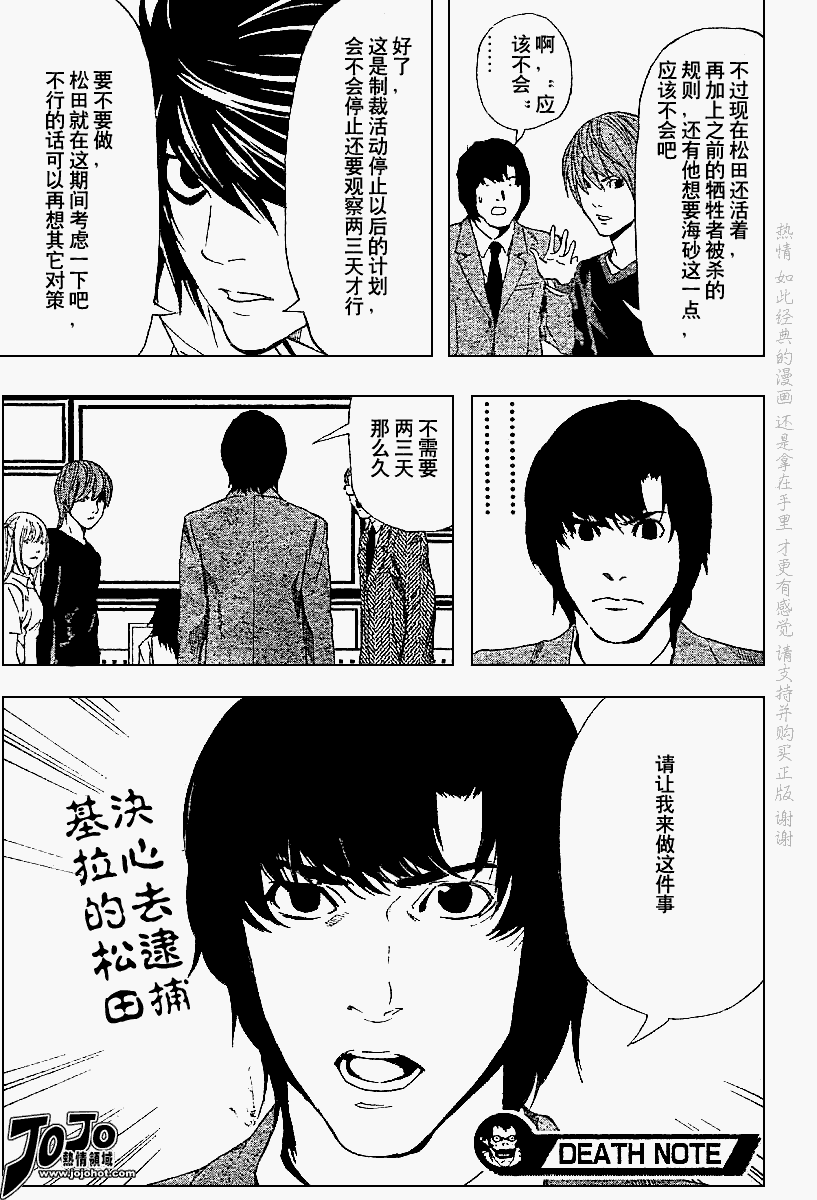 不过现在松田还活着，
再加上之前的牺牲者被杀的
规则，还有他想要海砂这一点，
应该不会吧
啊，“应
该不会”
……
好了，
这是制裁活动停止以后的计划，
会不会停止还要观察两三天才行
要不要做，
松田就在这期间考虑一下吧，
不行的话可以再想其它对策
…………
不需要
两三天
那么久
请让我来做这件事
決心去逮捕
基拉的松田
DEATH NOTE
JOJO
熱情領域
www.jojohot.com
热情 如此经典的漫画 还是拿在手里 才更有感觉 请支持并购买正版 谢谢